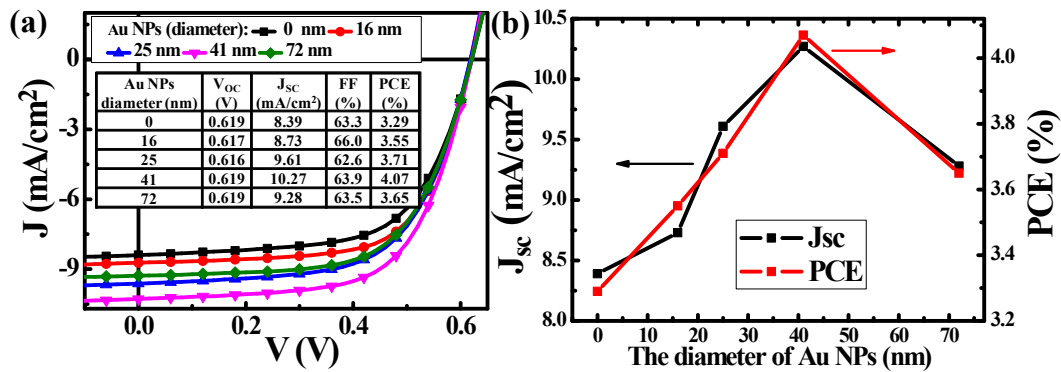 (a)
Au NPs (diameter): 0 nm 16 nm
25 nm 41 nm 72 nm
0
-3
-6
-9
J (mA/cm²)
Au NPs diameter (nm) V_OC (V) J_SC (mA/cm²) FF (%) PCE (%)
0 0.619 8.39 63.3 3.29
16 0.617 8.73 66.0 3.55
25 0.616 9.61 62.6 3.71
41 0.619 10.27 63.9 4.07
72 0.619 9.28 63.5 3.65
0.0 0.2 0.4 0.6
V (V)
(b)
10.5
10.0
9.5
9.0
8.5
8.0
J_sc (mA/cm²)
Jsc
PCE
4.0
3.8
3.6
3.4
3.2
PCE (%)
0 10 20 30 40 50 60 70
The diameter of Au NPs (nm)